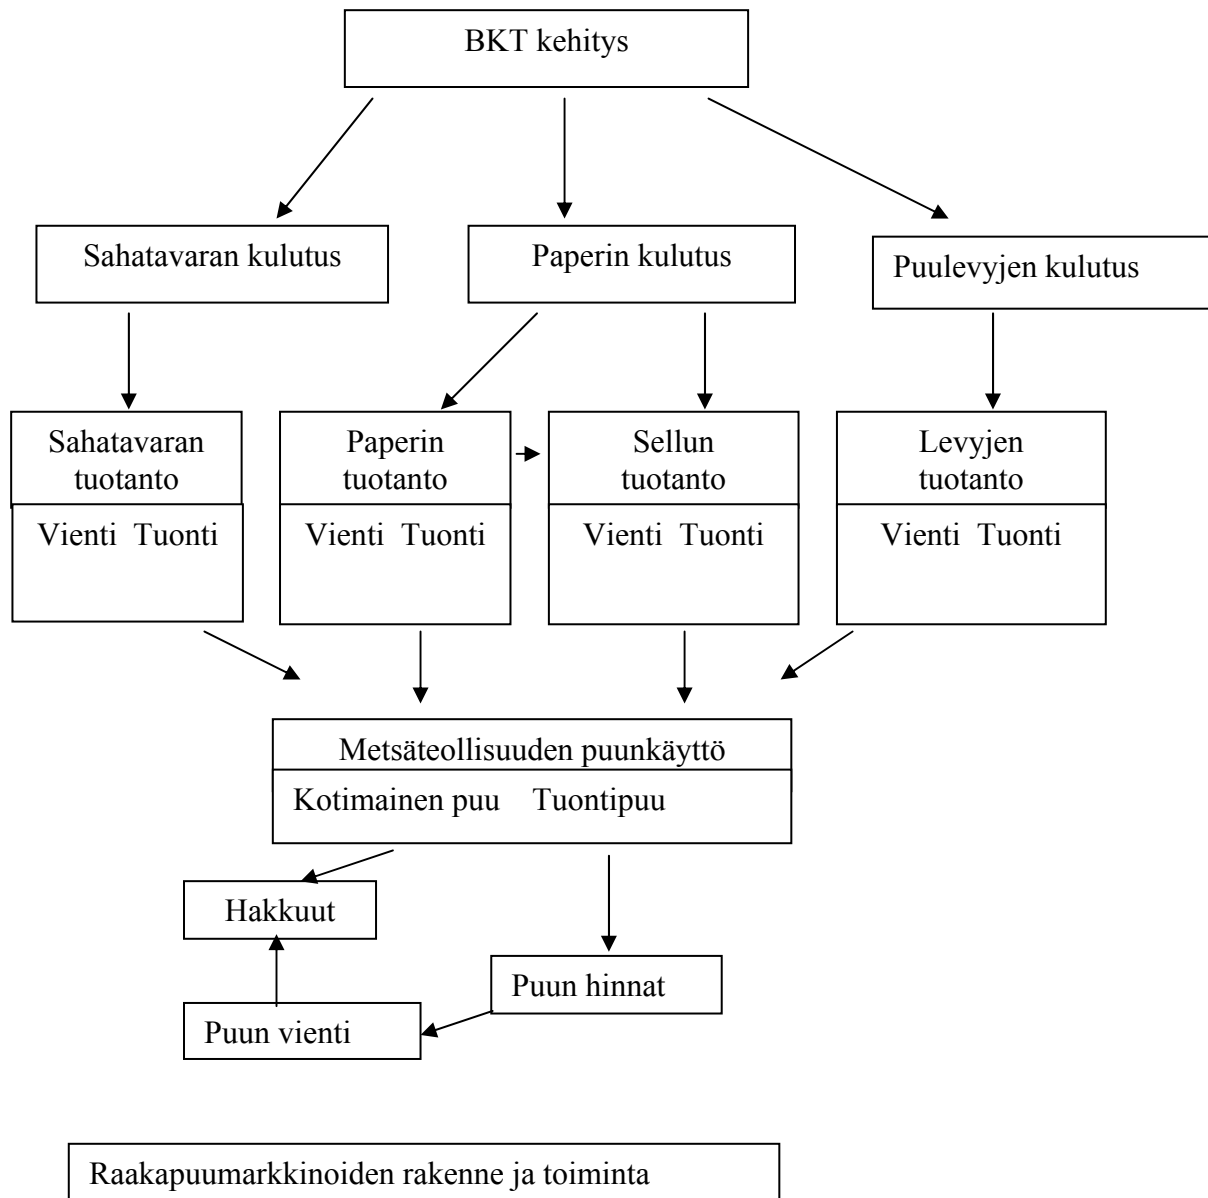 BKT kehitys
Sahatavaran kulutus
Paperin kulutus
Puulevyjen kulutus
Sahatavaran
tuotanto
Vienti Tuonti
Paperin
tuotanto
Vienti Tuonti
Sellun
tuotanto
Vienti Tuonti
Levyjen
tuotanto
Vienti Tuonti
Metsäteollisuuden puunkäyttö
Kotimainen puu Tuontipuu
Hakkuut
Puun hinnat
Puun vienti
Raakapuumarkkinoiden rakenne ja toiminta